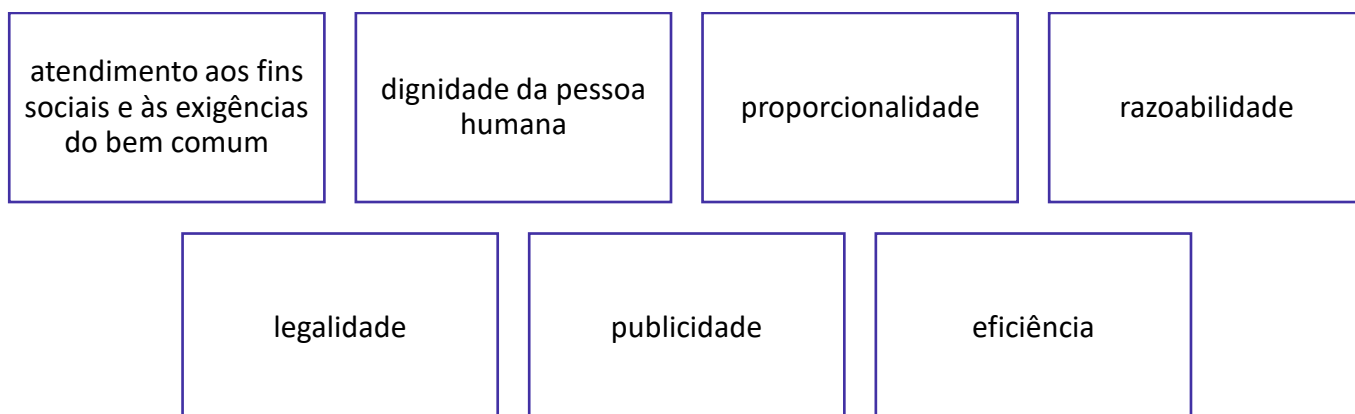 atendimento aos fins
sociais e às exigências
do bem comum
dignidade da pessoa
humana
proporcionalidade
razoabilidade
legalidade
publicidade
eficiência